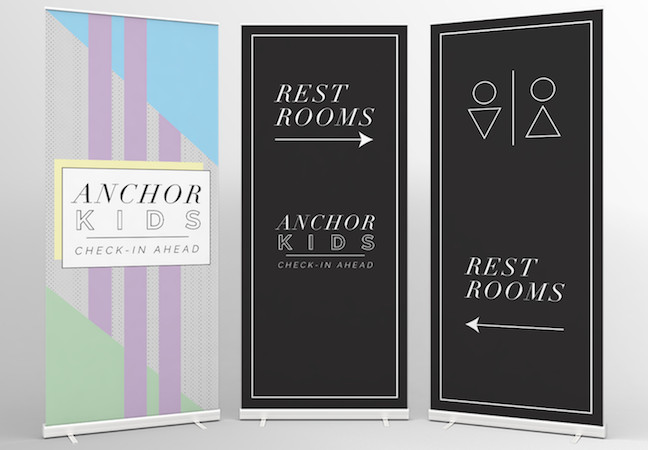 ANCHOR
KIDS
CHECK-IN AHEAD
REST
ROOMS
ANCHOR
KIDS
CHECK-IN AHEAD
REST
ROOMS